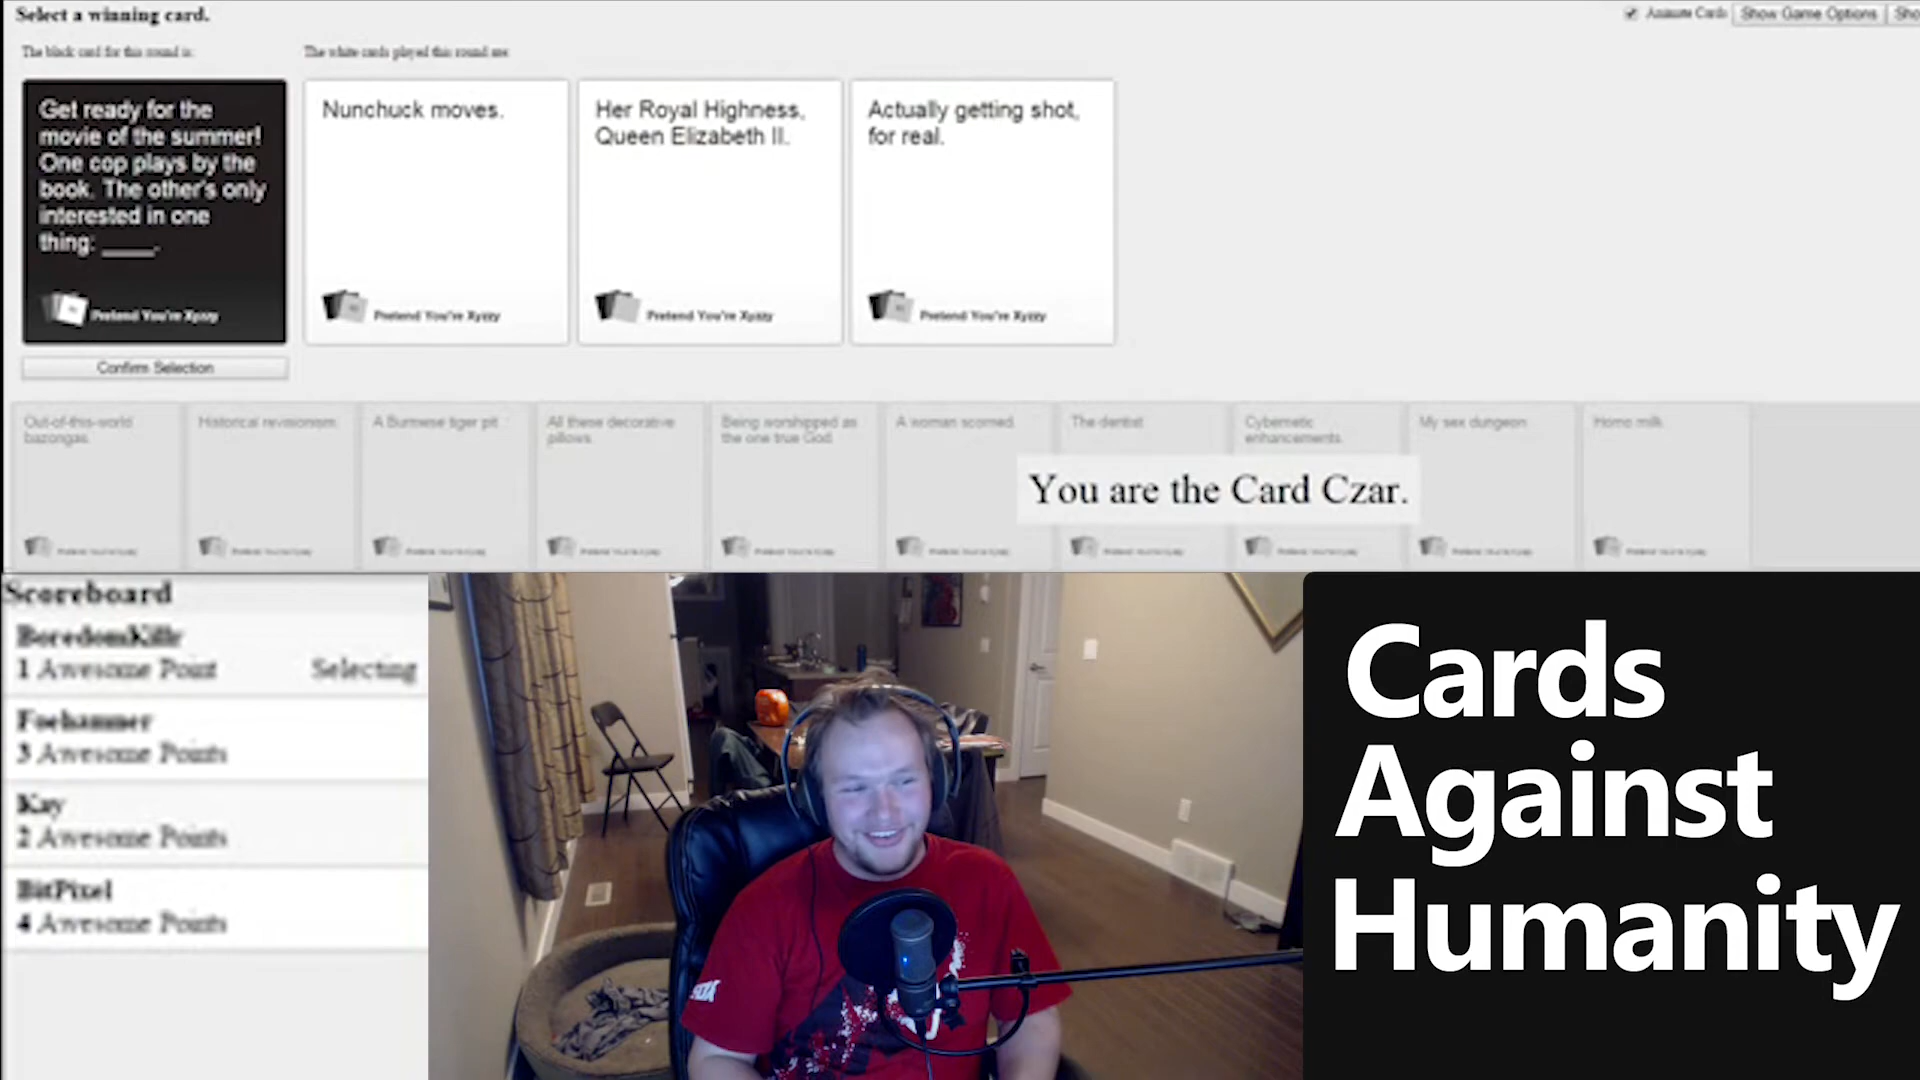 Select a winning card.
Animate Cards
Show Game Options
Sho
The black card for this round is:
The white cards played this round are:
Get ready for the
movie of the summer!
One cop plays by the
book. The other's only
interested in one
thing: _____.
Pretend You're Xyzzy
Nunchuck moves.
Pretend You're Xyzzy
Her Royal Highness,
Queen Elizabeth II.
Pretend You're Xyzzy
Actually getting shot,
for real.
Pretend You're Xyzzy
Confirm Selection
Out-of-this-world
bazongas.
Historical revisionism.
A Burmese tiger pit.
All these decorative
pillows.
Being worshipped as
the one true God.
A woman scorned.
The dentist.
Cybernetic
enhancements.
My sex dungeon.
Homo milk.
You are the Card Czar.
Scoreboard
BoredomKillr
1 Awesome Point
Selecting
Foehammer
3 Awesome Points
Kay
2 Awesome Points
BitPixel
4 Awesome Points
Cards
Against
Humanity